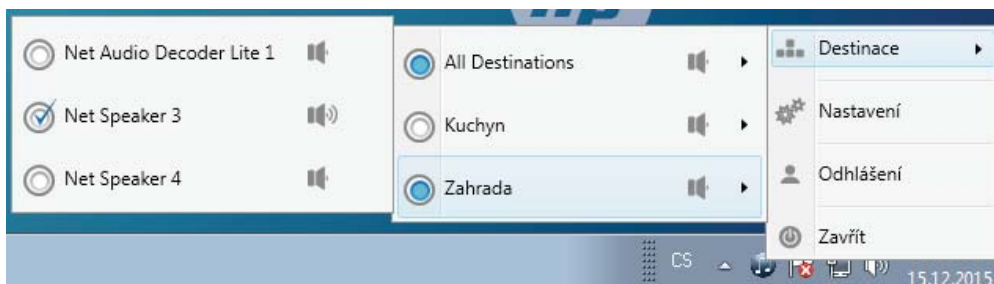 Net Audio Decoder Lite 1
Net Speaker 3
Net Speaker 4
All Destinations
Kuchyn
Zahrada
Destinace
Nastavení
Odhlášení
Zavřít
CS
15.12.2015